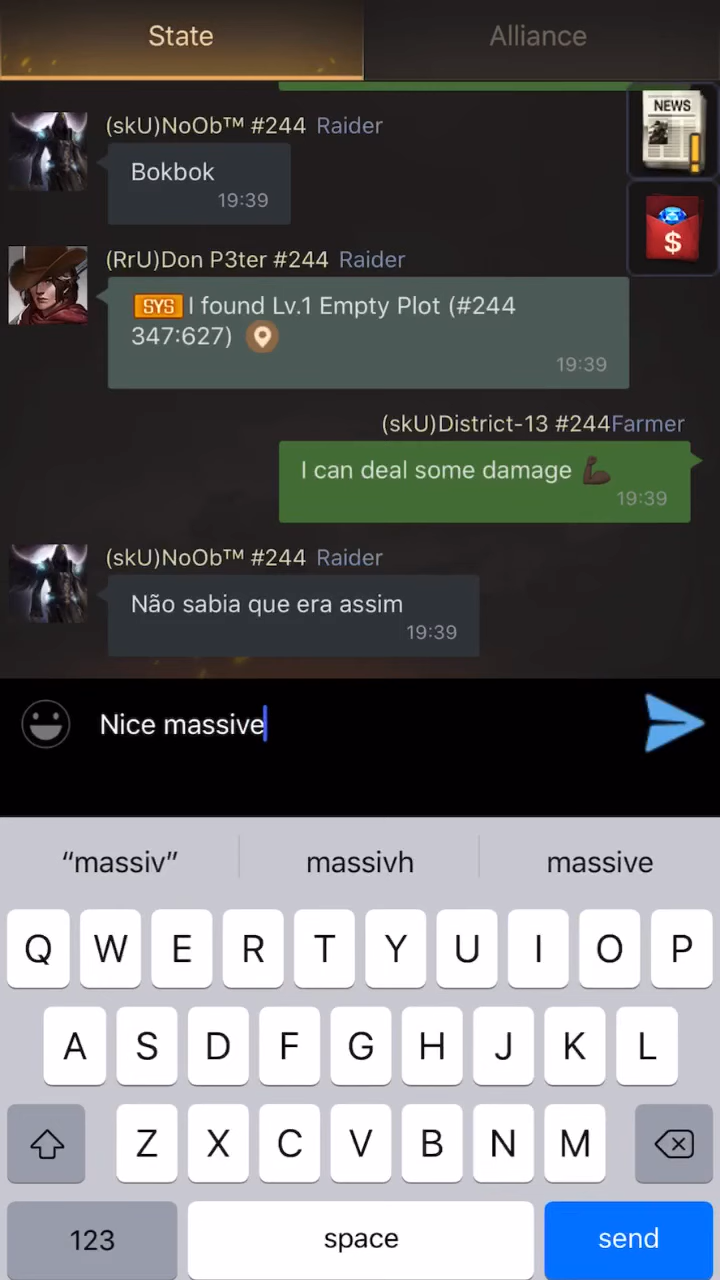 State
Alliance
NEWS
(skU)NoOb™ #244 Raider
Bokbok
19:39
$
(RrU)Don P3ter #244 Raider
SYS I found Lv.1 Empty Plot (#244
347:627)
19:39
(skU)District-13 #244Farmer
I can deal some damage 💪🏿
19:39
(skU)NoOb™ #244 Raider
Não sabia que era assim
19:39
Nice massive
“massiv”
massivh
massive
Q W E R T Y U I O P
A S D F G H J K L
Z X C V B N M
123
space
send